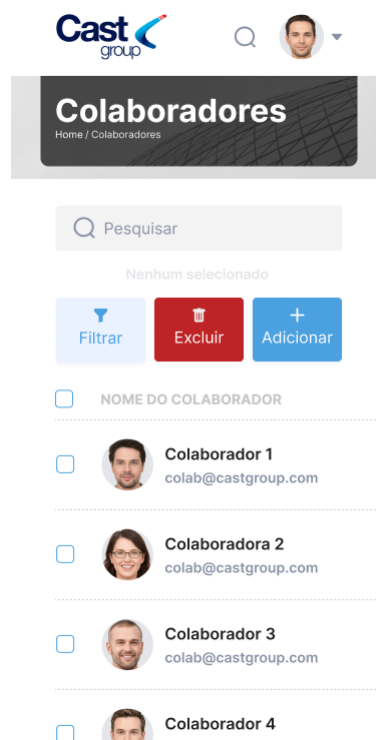 Cast
group
Colaboradores
Home / Colaboradores
Pesquisar
Nenhum selecionado
Filtrar
Excluir
Adicionar
NOME DO COLABORADOR
Colaborador 1
colab@castgroup.com
Colaboradora 2
colab@castgroup.com
Colaborador 3
colab@castgroup.com
Colaborador 4